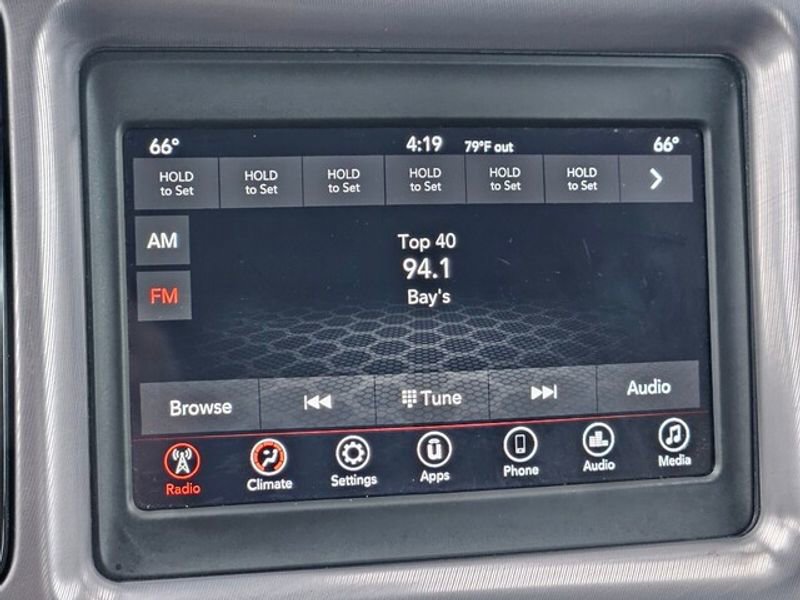 66° 4:19 79°F out 66°
HOLD to Set
HOLD to Set
HOLD to Set
HOLD to Set
HOLD to Set
HOLD to Set
AM
Top 40
94.1
FM
Bay's
Browse Tune Audio
Radio Climate Settings Apps Phone Audio Media